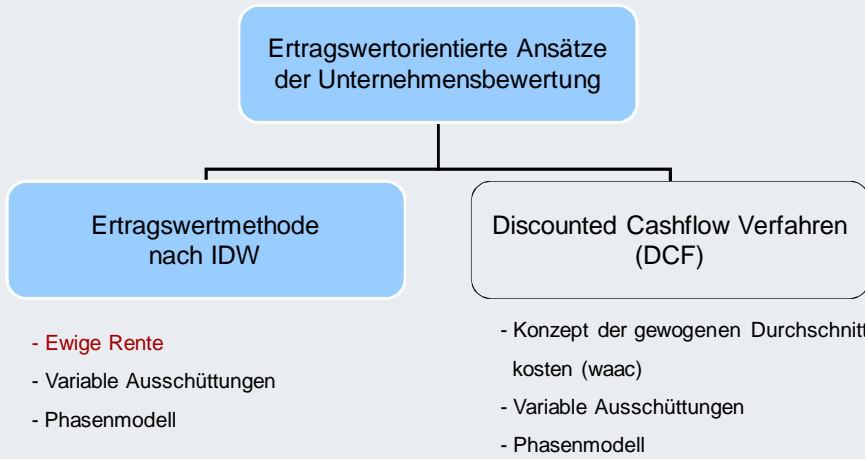 Ertragswertorientierte Ansätze
der Unternehmensbewertung
Ertragswertmethode
nach IDW
- Ewige Rente
- Variable Ausschüttungen
- Phasenmodell
Discounted Cashflow Verfahren
(DCF)
- Konzept der gewogenen Durchschnitt
kosten (waac)
- Variable Ausschüttungen
- Phasenmodell